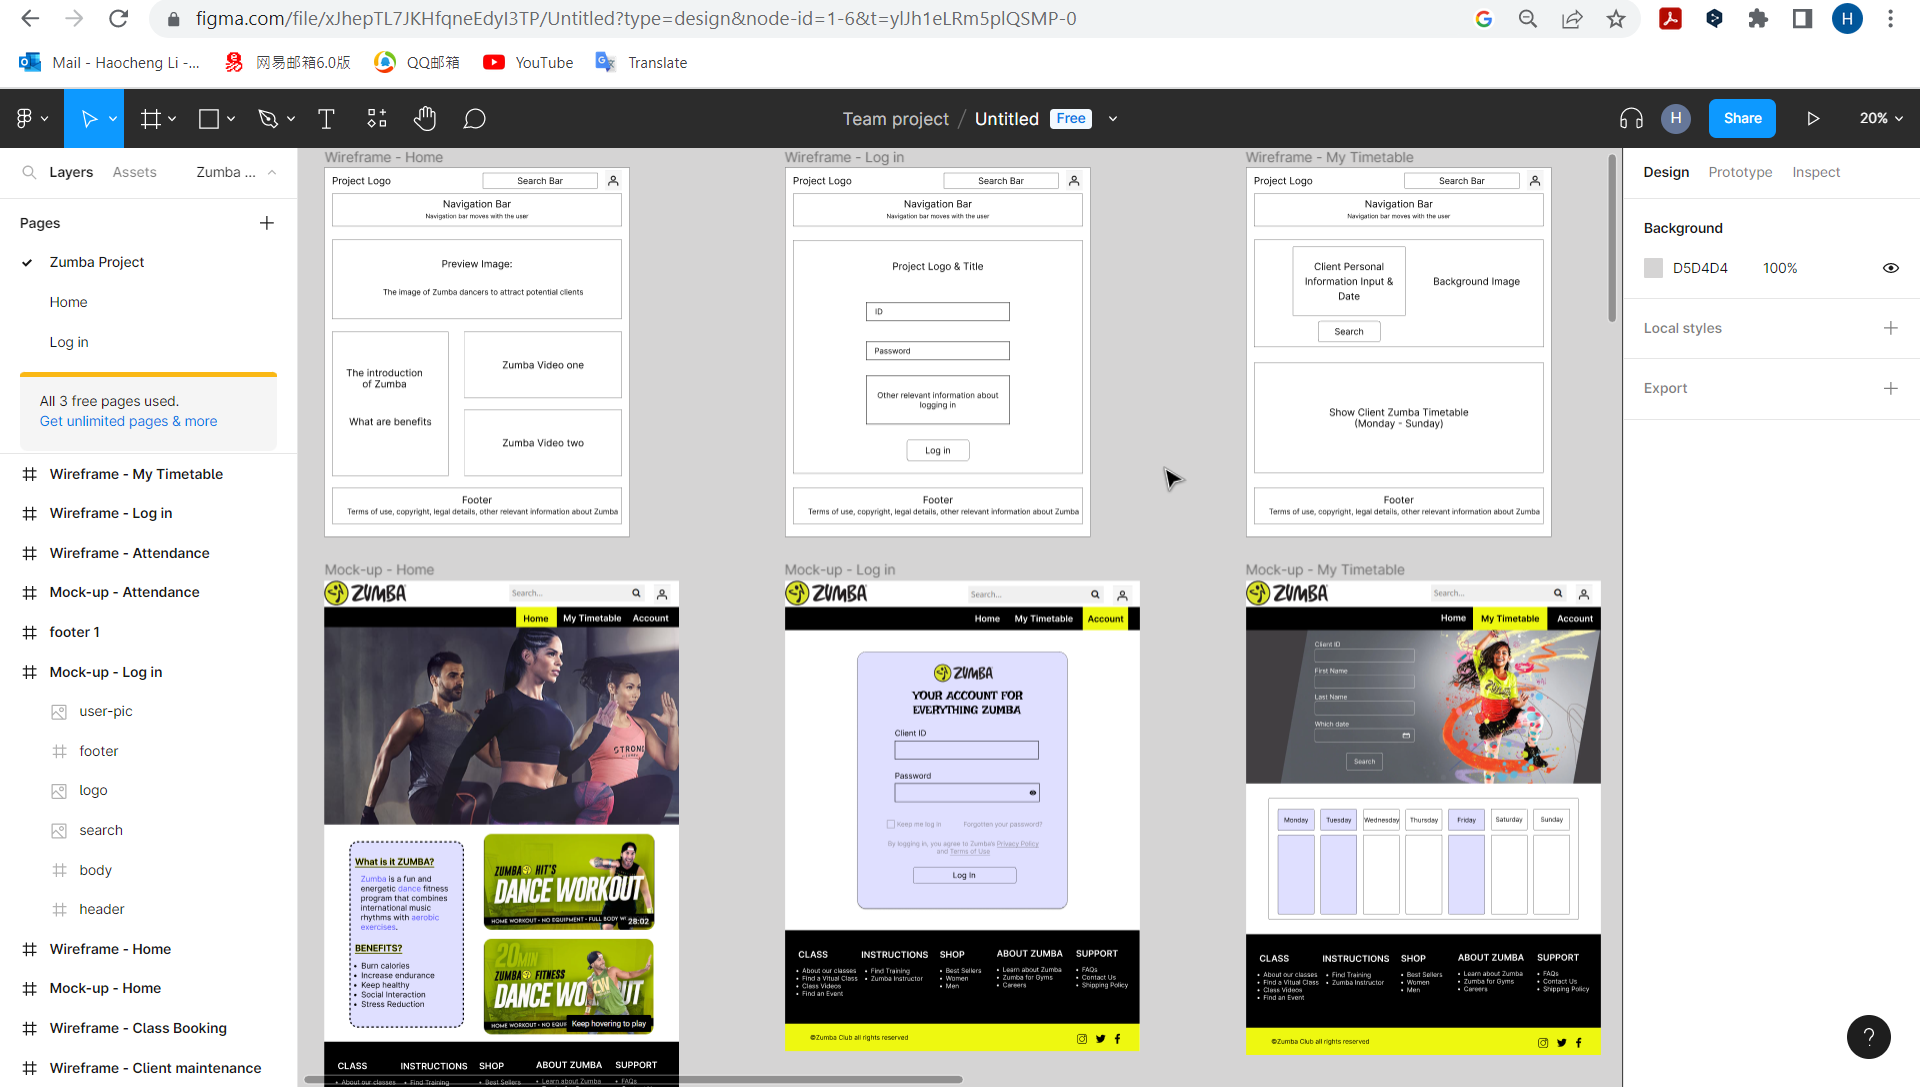 figma.com/file/xJhepTL7JKHfqneEdyI3TP/Untitled?type=design&node-id=1-6&t=ylJh1eLRm5plQSMP-0
H
Mail - Haocheng Li -...
网易邮箱6.0版
QQ邮箱
YouTube
Translate
Team project / Untitled Free
H
Share
20%
Layers
Assets
Zumba ...
Pages
Zumba Project
Home
Log in
All 3 free pages used.
Get unlimited pages & more
Wireframe - My Timetable
Wireframe - Log in
Wireframe - Attendance
Mock-up - Attendance
footer 1
Mock-up - Log in
user-pic
footer
logo
search
body
header
Wireframe - Home
Mock-up - Home
Wireframe - Class Booking
Wireframe - Client maintenance
Wireframe - Home
Project Logo
Search Bar
Navigation Bar
Navigation bar moves with the user
Preview Image:
The image of Zumba dancers to attract potential clients
The introduction
of Zumba
What are benefits
Zumba Video one
Zumba Video two
Footer
Terms of use, copyright, legal details, other relevant information about Zumba
Wireframe - Log in
Project Logo
Search Bar
Navigation Bar
Navigation bar moves with the user
Project Logo & Title
ID
Password
Other relevant information about
logging in
Log in
Footer
Terms of use, copyright, legal details, other relevant information about Zumba
Wireframe - My Timetable
Project Logo
Search Bar
Navigation Bar
Navigation bar moves with the user
Client Personal
Information Input &
Date
Search
Background Image
Show Client Zumba Timetable
(Monday - Sunday)
Footer
Terms of use, copyright, legal details, other relevant information about Zumba
Mock-up - Home
ZUMBA
Search...
Home
My Timetable
Account
STRONG
What is it ZUMBA?
Zumba is a fun and
energetic dance fitness
program that combines
international music
rhythms with aerobic
exercises.
BENEFITS?
• Burn calories
• Increase endurance
• Keep healthy
• Social Interaction
• Stress Reduction
ZUMBA HIT'S
DANCE WORKOUT
HOME WORKOUT • NO EQUIPMENT • FULL BODY
28:02
20MIN
ZUMBA FITNESS
DANCE WO UT
HOME WORKOUT • NO
Keep hovering to play
CLASS
INSTRUCTIONS
SHOP
ABOUT ZUMBA
SUPPORT
• About our classes
• Find Training
• Best Sellers
• Learn about Zumba
• FAQs
Mock-up - Log in
ZUMBA
Search...
Home
My Timetable
Account
ZUMBA
YOUR ACCOUNT FOR
EVERYTHING ZUMBA
Client ID
Password
Keep me log in
Forgotten your password?
By logging in, you agree to Zumba's Privacy Policy
and Terms of Use
Log In
CLASS
• About our classes
• Find a Vitual Class
• Class Videos
• Find an Event
INSTRUCTIONS
• Find Training
• Zumba Instructor
SHOP
• Best Sellers
• Women
• Men
ABOUT ZUMBA
• Learn about Zumba
• Zumba for Gyms
• Careers
SUPPORT
• FAQs
• Contact Us
• Shipping Policy
©Zumba Club all rights reserved
Mock-up - My Timetable
ZUMBA
Search...
Home
My Timetable
Account
Client ID
First Name
Last Name
Which date
Search
Monday
Tuesday
Wednesday
Thursday
Friday
Saturday
Sunday
CLASS
• About our classes
• Find a Vitual Class
• Class Videos
• Find an Event
INSTRUCTIONS
• Find Training
• Zumba Instructor
SHOP
• Best Sellers
• Women
• Men
ABOUT ZUMBA
• Learn about Zumba
• Zumba for Gyms
• Careers
SUPPORT
• FAQs
• Contact Us
• Shipping Policy
©Zumba Club all rights reserved
Design
Prototype
Inspect
Background
D5D4D4
100%
Local styles
Export
?